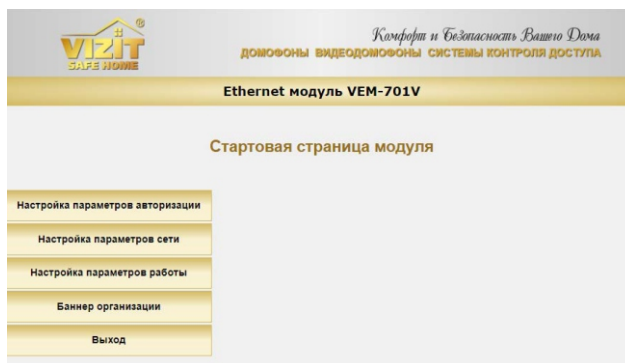 VIZIT®
SAFE HOME
Комфорт и Безопасность Вашего Дома
ДОМОФОНЫ ВИДЕОДОМОФОНЫ СИСТЕМЫ КОНТРОЛЯ ДОСТУПА
Ethernet модуль VEM-701V
Стартовая страница модуля
Настройка параметров авторизации
Настройка параметров сети
Настройка параметров работы
Баннер организации
Выход